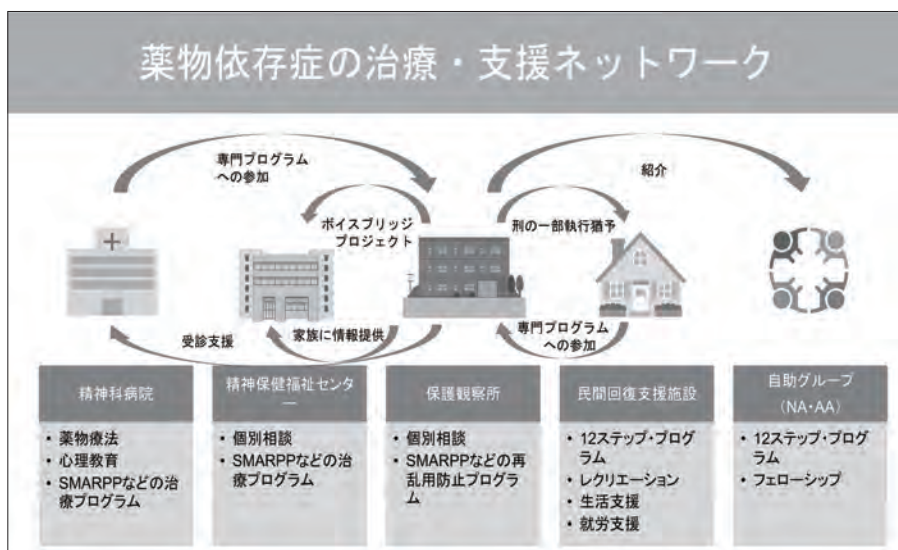 薬物依存症の治療・支援ネットワーク
専門プログラム
への参加
紹介
ボイスブリッジ
プロジェクト
刑の一部執行猶予
受診支援
家族に情報提供
専門プログラム
への参加
精神科病院
• 薬物療法
• 心理教育
• SMARPPなどの治
療プログラム
精神保健福祉センタ
ー
• 個別相談
• SMARPPなどの治
療プログラム
保護観察所
• 個別相談
• SMARPPなどの再
乱用防止プログラ
ム
民間回復支援施設
• 12ステップ・プログ
ラム
• レクリエーション
• 生活支援
• 就労支援
自助グループ
(NA・AA)
• 12ステップ・プログラ
ム
• フェローシップ